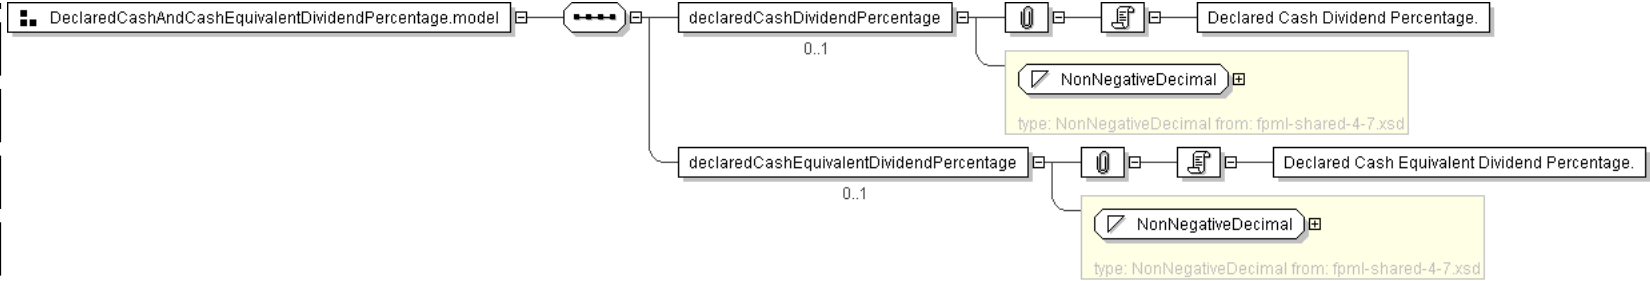 DeclaredCashAndCashEquivalentDividendPercentage.model
declaredCashDividendPercentage
Declared Cash Dividend Percentage.
0..1
NonNegativeDecimal
type: NonNegativeDecimal from: fpml-shared-4-7.xsd
declaredCashEquivalentDividendPercentage
Declared Cash Equivalent Dividend Percentage.
0..1
NonNegativeDecimal
type: NonNegativeDecimal from: fpml-shared-4-7.xsd